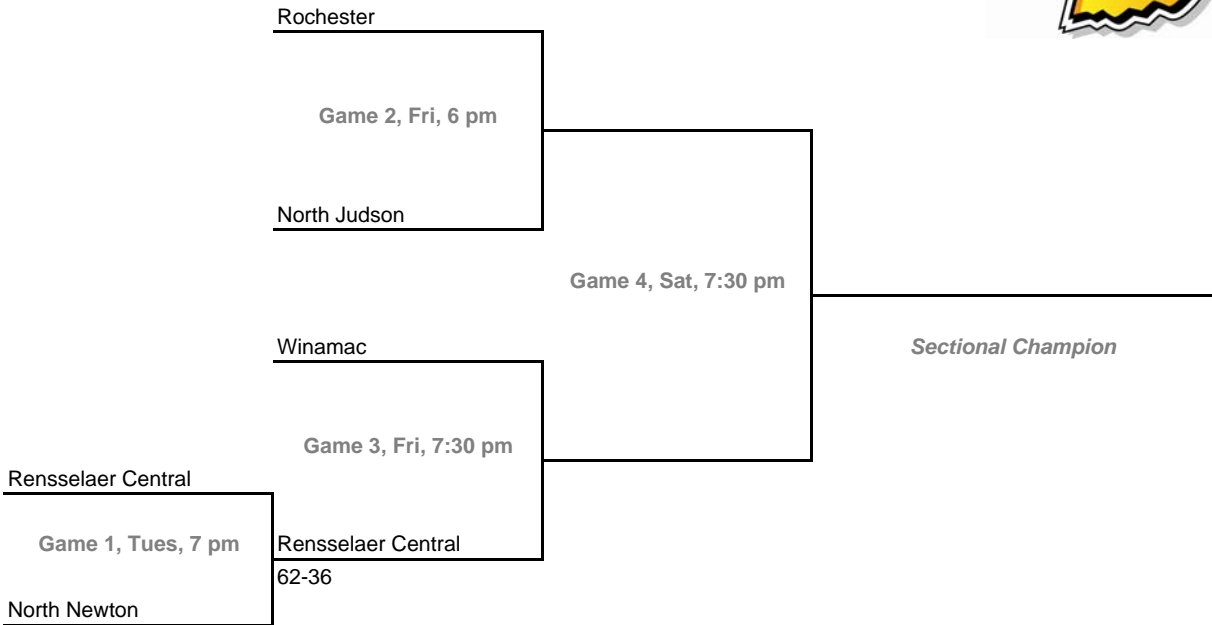 Rochester
Game 2, Fri, 6 pm
North Judson
Game 4, Sat, 7:30 pm
Winamac
Sectional Champion
Game 3, Fri, 7:30 pm
Rensselaer Central
Game 1, Tues, 7 pm
Rensselaer Central
62-36
North Newton